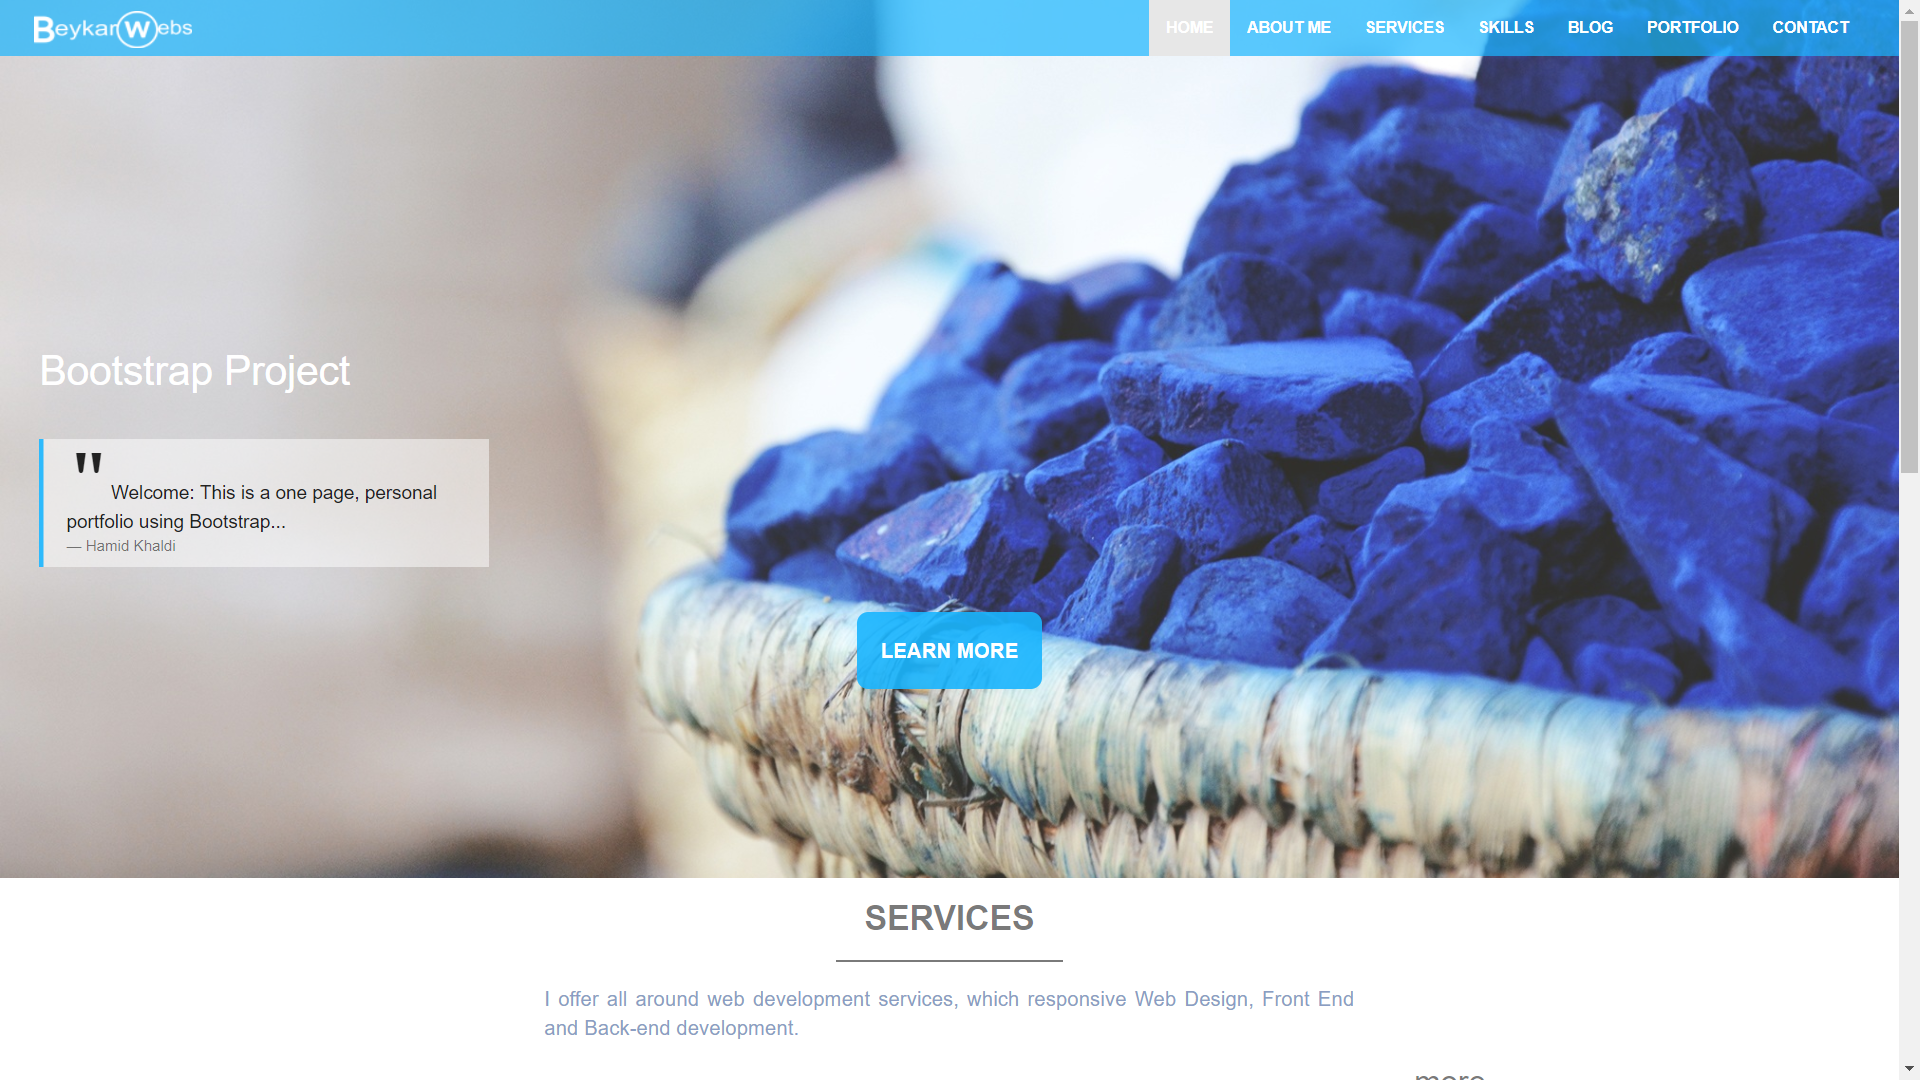 BeykarWebs
HOME ABOUT ME SERVICES SKILLS BLOG PORTFOLIO CONTACT
Bootstrap Project
" Welcome: This is a one page, personal
portfolio using Bootstrap...
— Hamid Khaldi
LEARN MORE
SERVICES
I offer all around web development services, which responsive Web Design, Front End
and Back-end development.
more